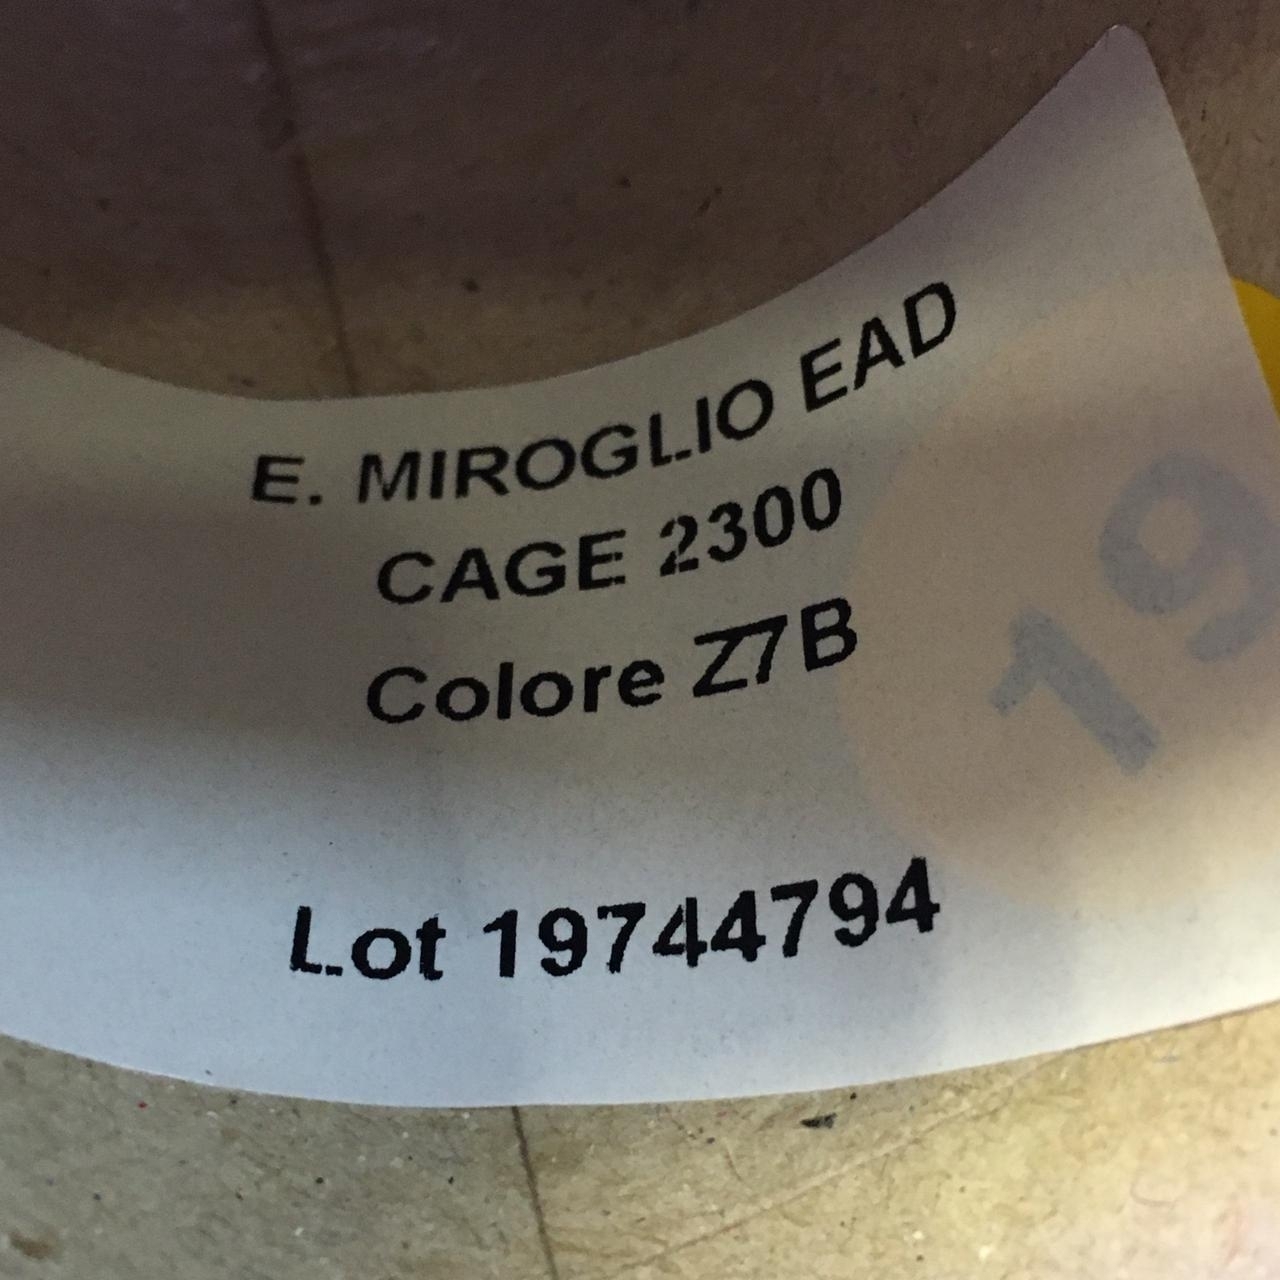 E. MIROGLIO EAD
CAGE 2300
Colore Z7B
19
Lot 19744794